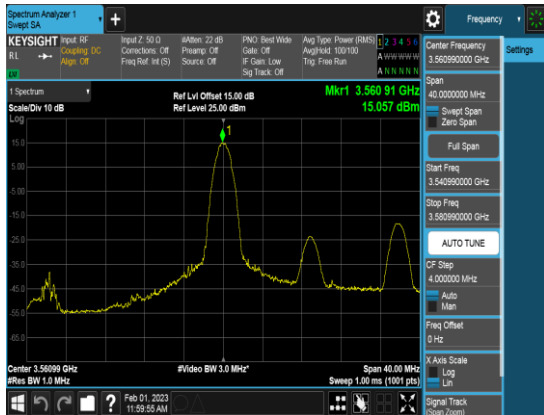 Spectrum Analyzer 1
Swept SA
+
Frequency
KEYSIGHT
RL
Input: RF
Coupling: DC
Align: Off
Input Z: 50 Ω
Corrections: Off
Freq Ref: Int (S)
#Atten: 22 dB
Preamp: Off
Source: Off
PNO: Best Wide
Gate: Off
IF Gain: Low
Sig Track: Off
Avg Type: Power (RMS)
Avg|Hold: 100/100
Trig: Free Run
1 2 3 4 5 6
A W W W W W
A N N N N N
1 Spectrum
Scale/Div 10 dB
Ref Lvl Offset 15.00 dB
Ref Level 25.00 dBm
Mkr1 3.560 91 GHz
15.057 dBm
Log
1
15.0
5.00
-5.00
-15.0
-25.0
-35.0
-45.0
-55.0
-65.0
Center 3.56099 GHz
#Res BW 1.0 MHz
#Video BW 3.0 MHz*
Span 40.00 MHz
Sweep 1.00 ms (1001 pts)
Center Frequency
3.560990000 GHz
Settings
Span
40.0000000 MHz
Swept Span
Zero Span
Full Span
Start Freq
3.540990000 GHz
Stop Freq
3.580990000 GHz
AUTO TUNE
CF Step
4.000000 MHz
Auto
Man
Freq Offset
0 Hz
X Axis Scale
Log
Lin
Signal Track
(Span Zoom)
?
Feb 01, 2023
11:59:55 AM